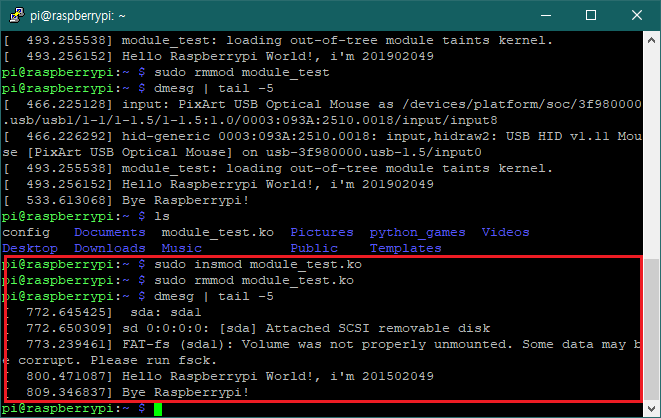 pi@raspberrypi: ~
[  493.255538] module_test: loading out-of-tree module taints kernel.
[  493.256152] Hello Raspberrypi World!, i'm 201902049
pi@raspberrypi:~ $ sudo rmmod module_test
pi@raspberrypi:~ $ dmesg | tail -5
[  466.225128] input: PixArt USB Optical Mouse as /devices/platform/soc/3f980000
.usb/usb1/1-1/1-1.5/1-1.5:1.0/0003:093A:2510.0018/input/input8
[  466.226292] hid-generic 0003:093A:2510.0018: input,hidraw2: USB HID v1.11 Mou
se [PixArt USB Optical Mouse] on usb-3f980000.usb-1.5/input0
[  493.255538] module_test: loading out-of-tree module taints kernel.
[  493.256152] Hello Raspberrypi World!, i'm 201902049
[  533.613068] Bye Raspberrypi!
pi@raspberrypi:~ $ ls
config   Documents  module_test.ko  Pictures  python_games  Videos
Desktop  Downloads  Music           Public    Templates
pi@raspberrypi:~ $ sudo insmod module_test.ko
pi@raspberrypi:~ $ sudo rmmod module_test.ko
pi@raspberrypi:~ $ dmesg | tail -5
[  772.645425]  sda: sda1
[  772.650309] sd 0:0:0:0: [sda] Attached SCSI removable disk
[  773.239461] FAT-fs (sda1): Volume was not properly unmounted. Some data may b
e corrupt. Please run fsck.
[  800.471087] Hello Raspberrypi World!, i'm 201502049
[  809.346837] Bye Raspberrypi!
pi@raspberrypi:~ $